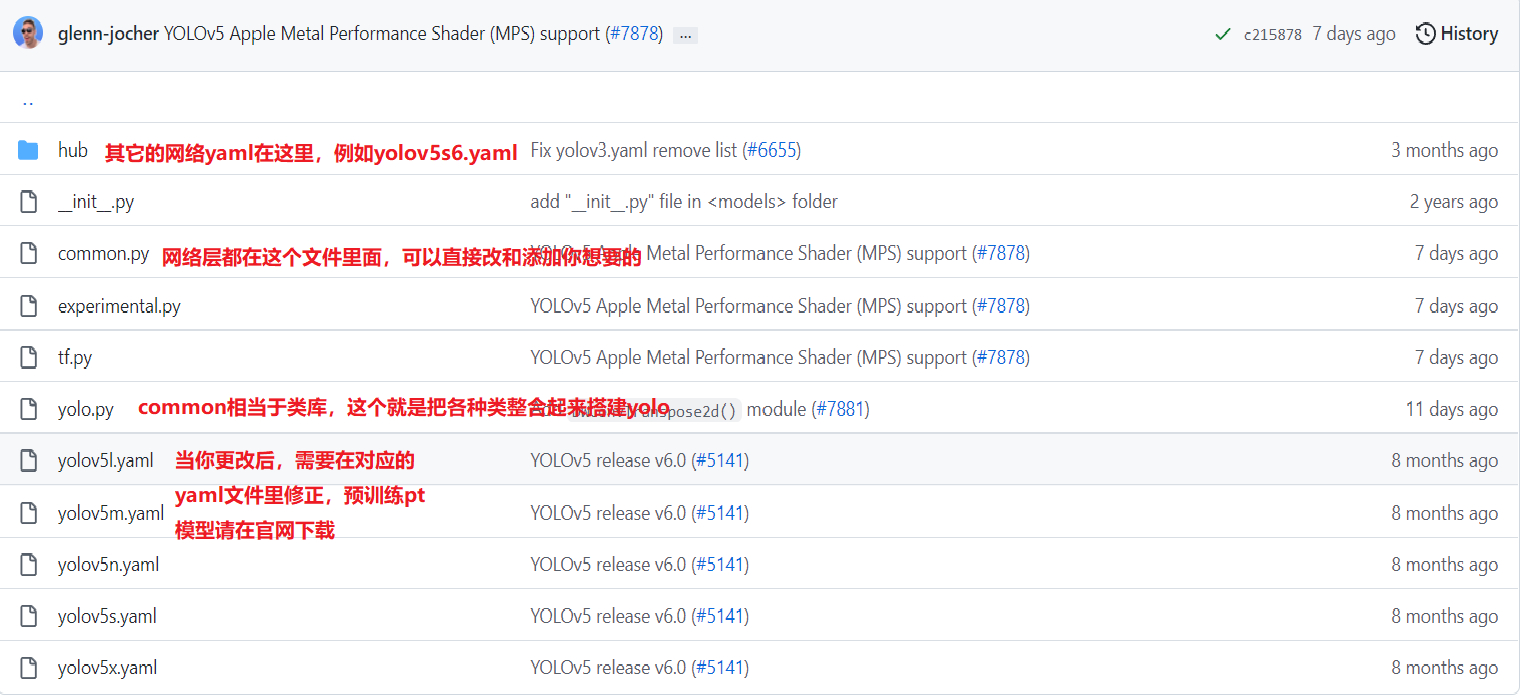 glenn-jocher YOLOv5 Apple Metal Performance Shader (MPS) support (#7878) ... c215878 7 days ago History
..
hub 其它的网络yaml在这里，例如yolov5s6.yaml Fix yolov3.yaml remove list (#6655) 3 months ago
__init__.py add "__init__.py" file in <models> folder 2 years ago
common.py 网络层都在这个文件里面，可以直接改和添加你想要的 YOLOv5 Apple Metal Performance Shader (MPS) support (#7878) 7 days ago
experimental.py YOLOv5 Apple Metal Performance Shader (MPS) support (#7878) 7 days ago
tf.py YOLOv5 Apple Metal Performance Shader (MPS) support (#7878) 7 days ago
yolo.py common相当于类库，这个就是把各种类整合起来搭建yolo module (#7881) 11 days ago
yolov5l.yaml 当你更改后，需要在对应的 YOLOv5 release v6.0 (#5141) 8 months ago
yaml文件里修正，预训练pt
yolov5m.yaml YOLOv5 release v6.0 (#5141) 8 months ago
模型请在官网下载
yolov5n.yaml YOLOv5 release v6.0 (#5141) 8 months ago
yolov5s.yaml YOLOv5 release v6.0 (#5141) 8 months ago
yolov5x.yaml YOLOv5 release v6.0 (#5141) 8 months ago